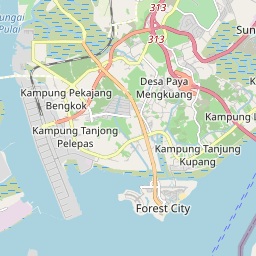 Sungai
Pulai
313
313
Sun
Desa Paya
Mengkuang
Kampung Pekajang
Bengkok
Kampung L
Kampung Tanjong
Pelepas
Kampung Tanjung
Kupang
Forest City